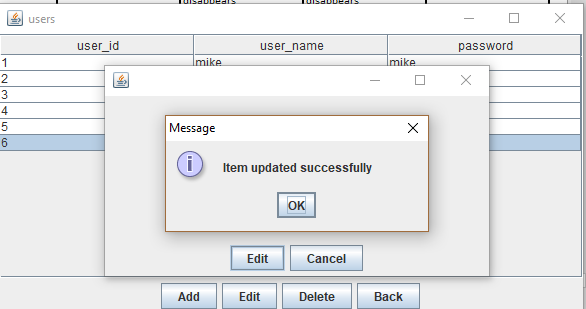 disappears disappears
users
user_id user_name password
1 mike mike
2
3
4
5
6
Message
Item updated successfully
OK
Edit Cancel
Add Edit Delete Back